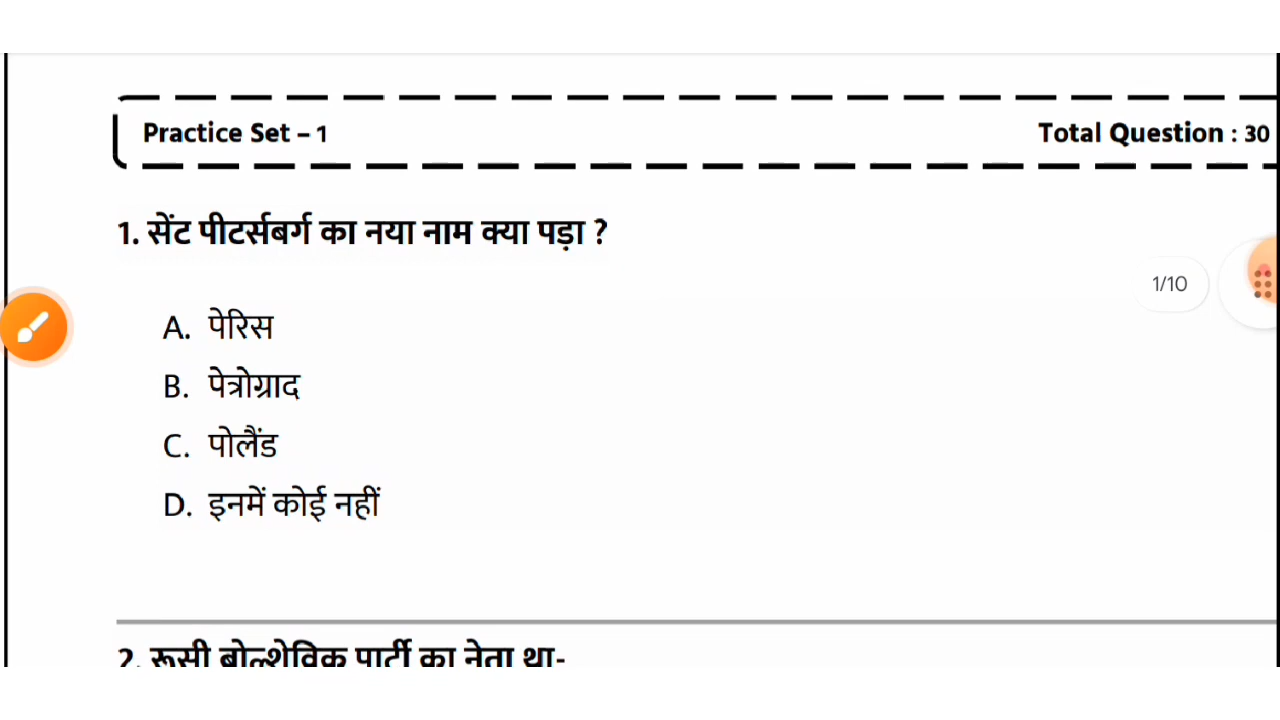 Practice Set – 1
Total Question : 30
1. सेंट पीटर्सबर्ग का नया नाम क्या पड़ा ?
1/10
A. पेरिस
B. पेत्रोग्राद
C. पोलैंड
D. इनमें कोई नहीं
2. रूसी बोल्शेविक पार्टी का नेता था-